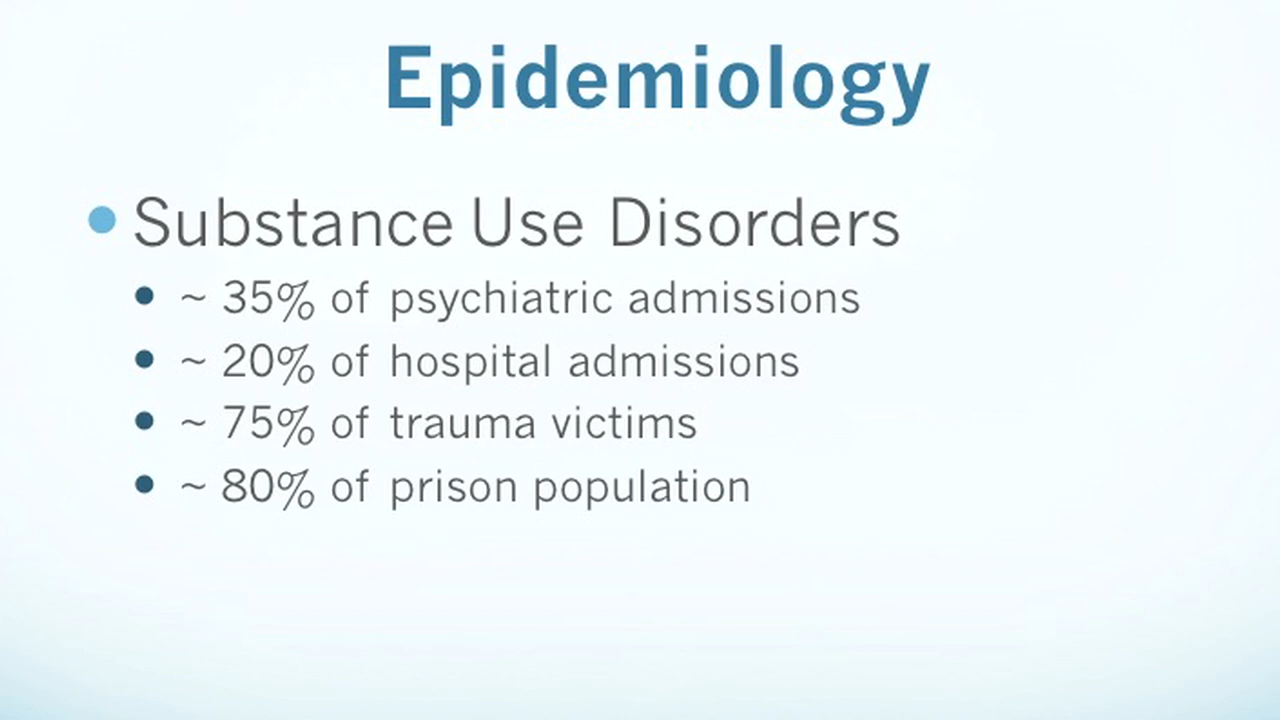 Epidemiology
• Substance Use Disorders
• ~ 35% of psychiatric admissions
• ~ 20% of hospital admissions
• ~ 75% of trauma victims
• ~ 80% of prison population